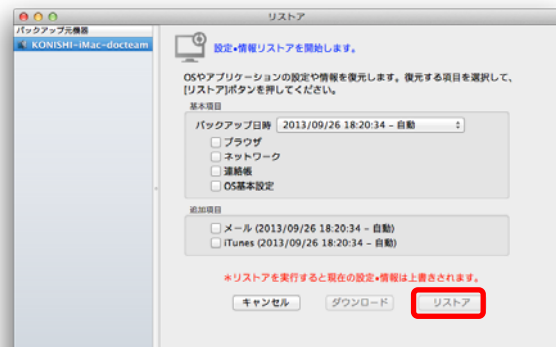 リストア
バックアップ元機器
KONISHI-iMac-docteam
設定•情報リストアを開始します。
OSやアプリケーションの設定や情報を復元します。復元する項目を選択して、
[リストア]ボタンを押してください。
基本項目
バックアップ日時 2013/09/26 18:20:34 – 自動
ブラウザ
ネットワーク
連絡帳
OS基本設定
追加項目
メール (2013/09/26 18:20:34 – 自動)
iTunes (2013/09/26 18:20:34 – 自動)
*リストアを実行すると現在の設定•情報は上書きされます。
キャンセル ダウンロード リストア